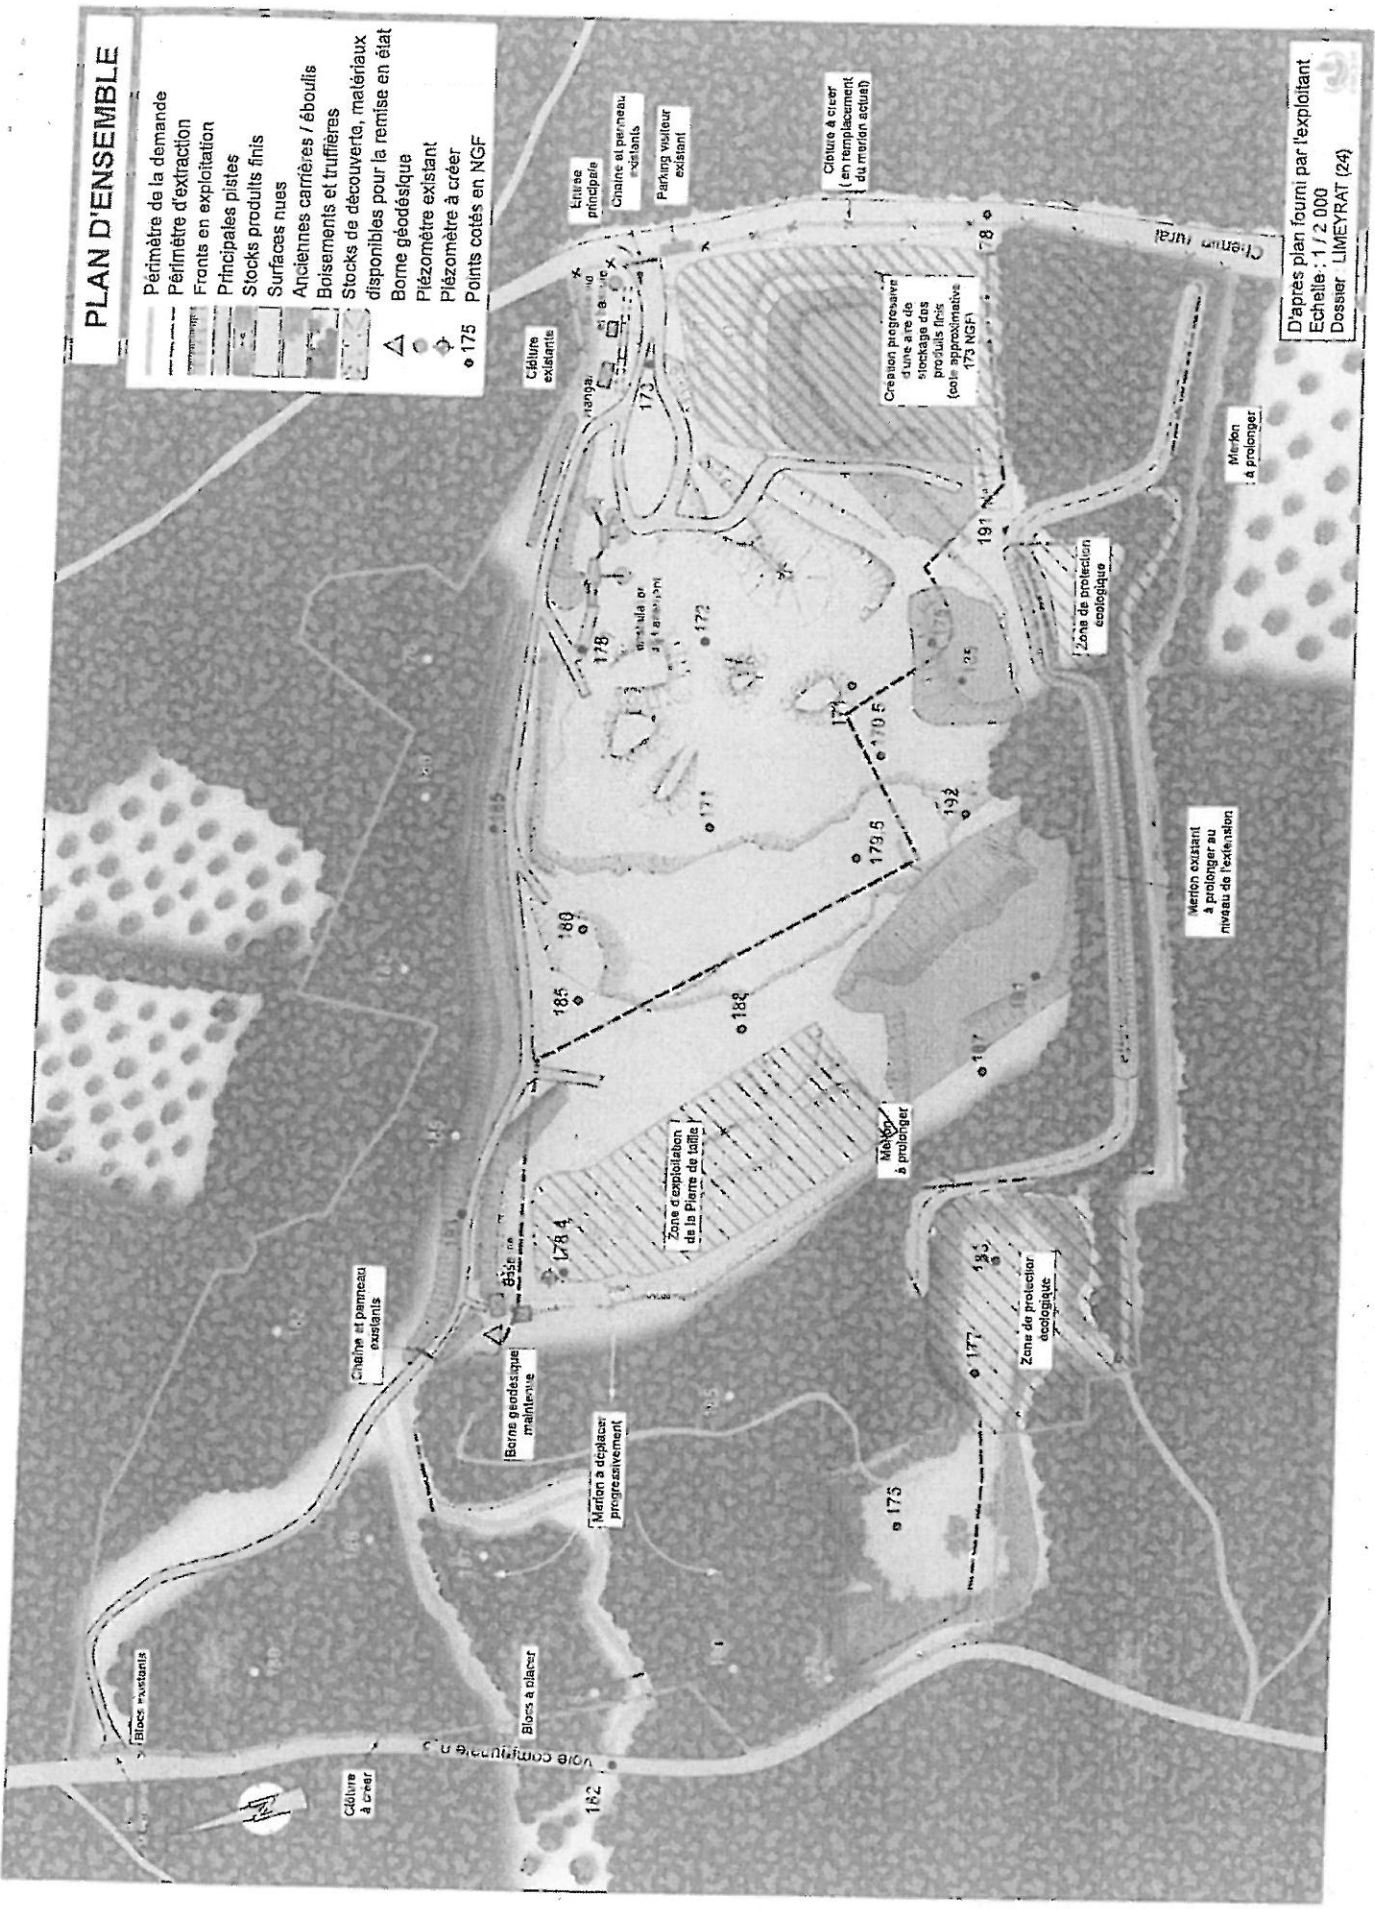 PLAN D'ENSEMBLE
Périmètre de la demande
Périmètre d'extraction
Fronts en exploitation
Principales pistes
Stocks produits finis
Surfaces nues
Anciennes carrières / éboulis
Boisements et truffières
Stocks de découverte, matériaux
disponibles pour la remise en état
Borne géodésique
Piézomètre existant
Piézomètre à créer
175 Points cotés en NGF
Entrée
principale
Chaîne et panneau
existants
Parking visiteur
existant
Clôture à créer
(en remplacement
du merlon actuel)
Clôture
existante
173
Création progressive
d'une aire de
stockage des
produits finis
(cote approximative
173 NGF)
78
Chemin rural
178
172
191
Zone de protection
écologique
Merlon
à prolonger
170.5
171
179.5
192
180
185
188
187
Merlon existant
à prolonger au
niveau de l'extension
Merlon
à prolonger
Zone d'exploitation
de la Pierre de taille
178.4
Chaîne et panneau
existants
Borne géodésique
maintenue
Merlon à déplacer
progressivement
177
Zone de protection
écologique
175
Blocs existants
Blocs à placer
Clôture
à créer
Voie communale n
182
D'après plan fourni par l'exploitant
Echelle : 1 / 2 000
Dossier : LIMEYRAT (24)